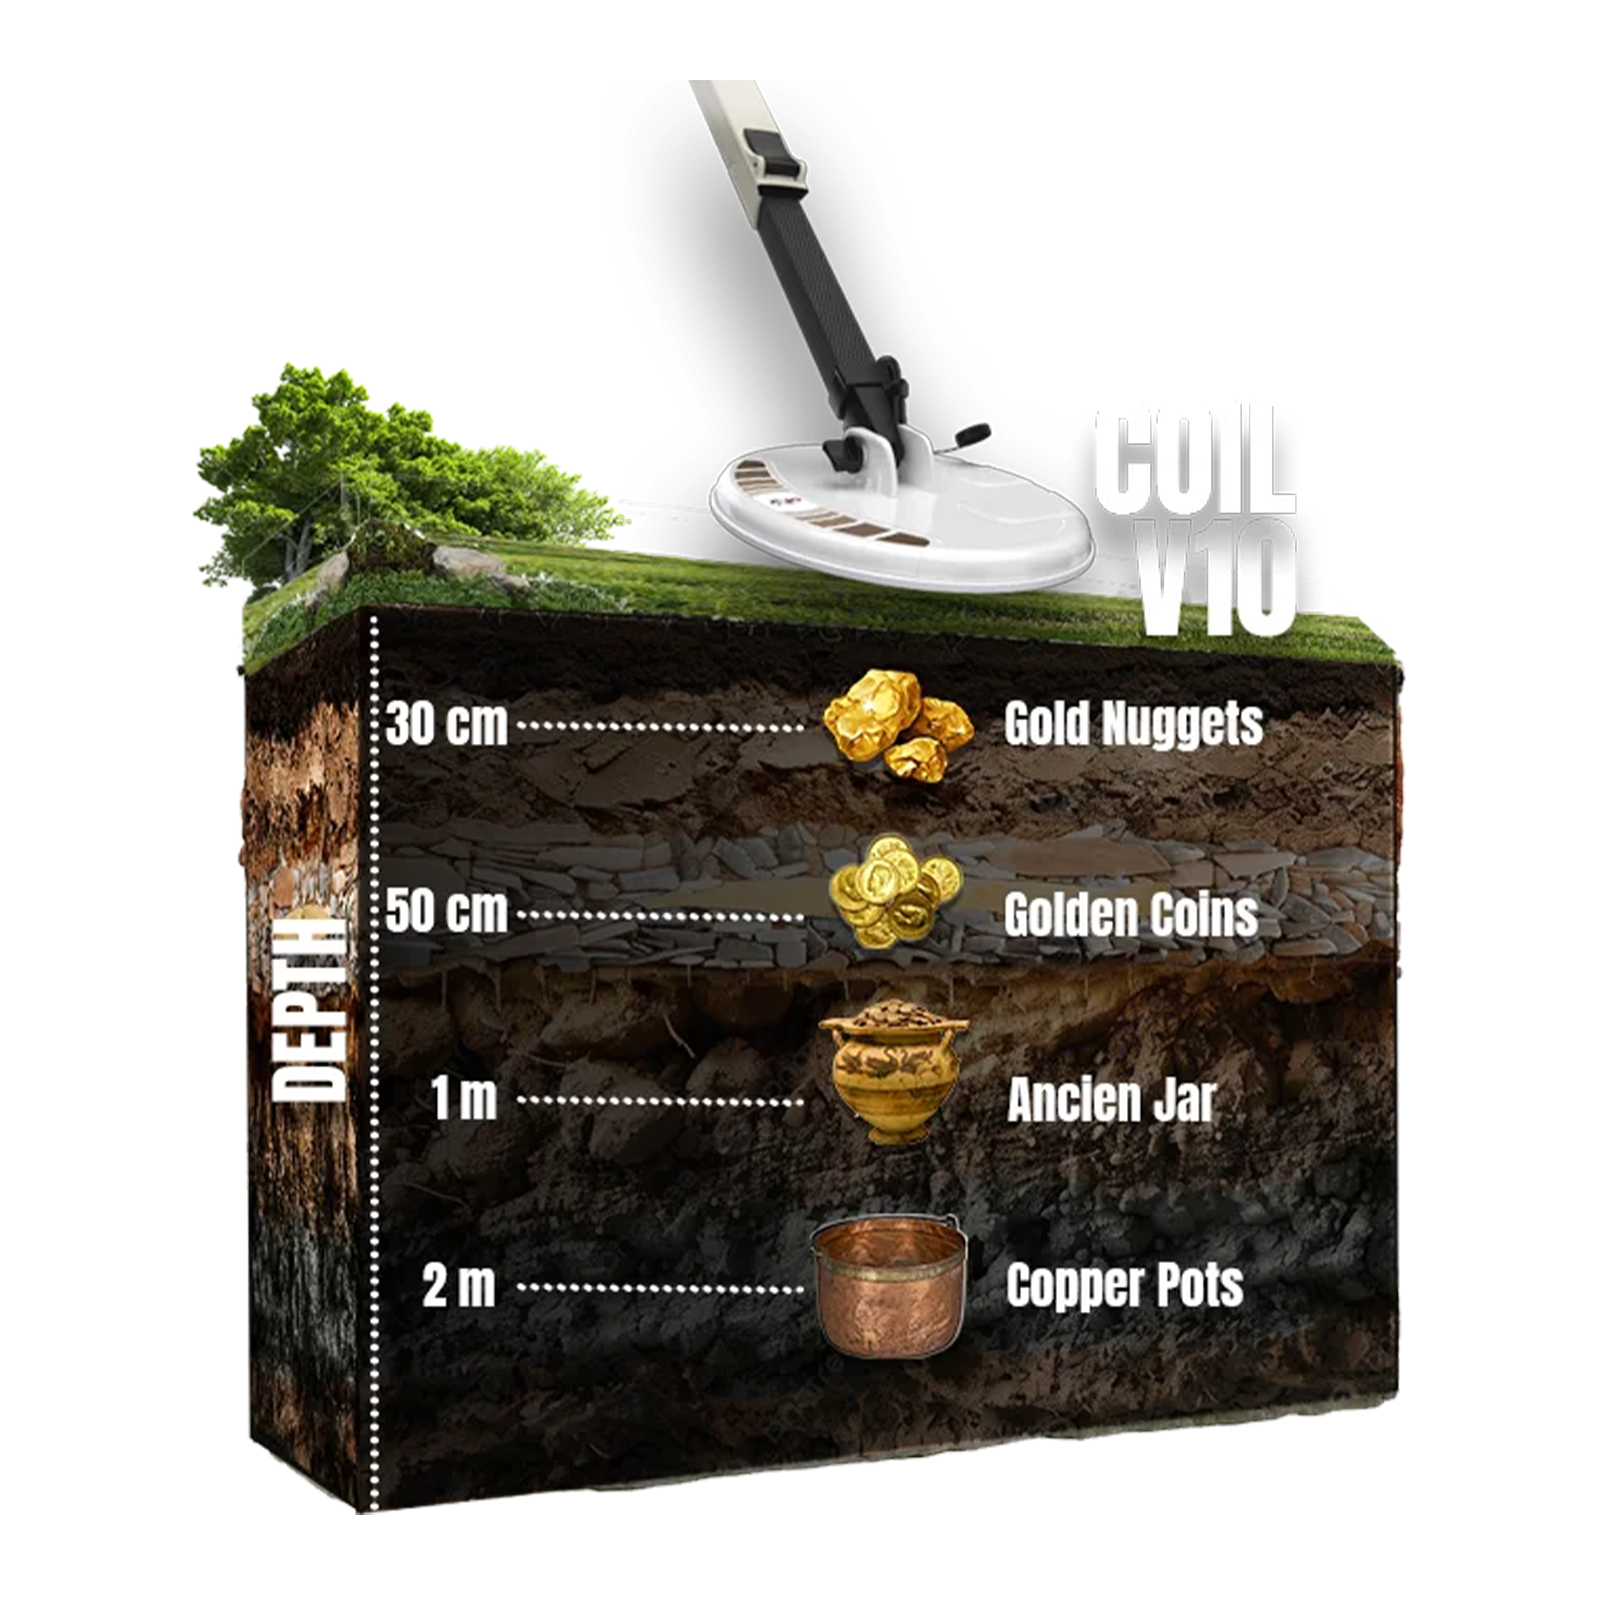 COIL
V10
30 cm Gold Nuggets
50 cm Golden Coins
DEPTH
1 m Ancien Jar
2 m Copper Pots